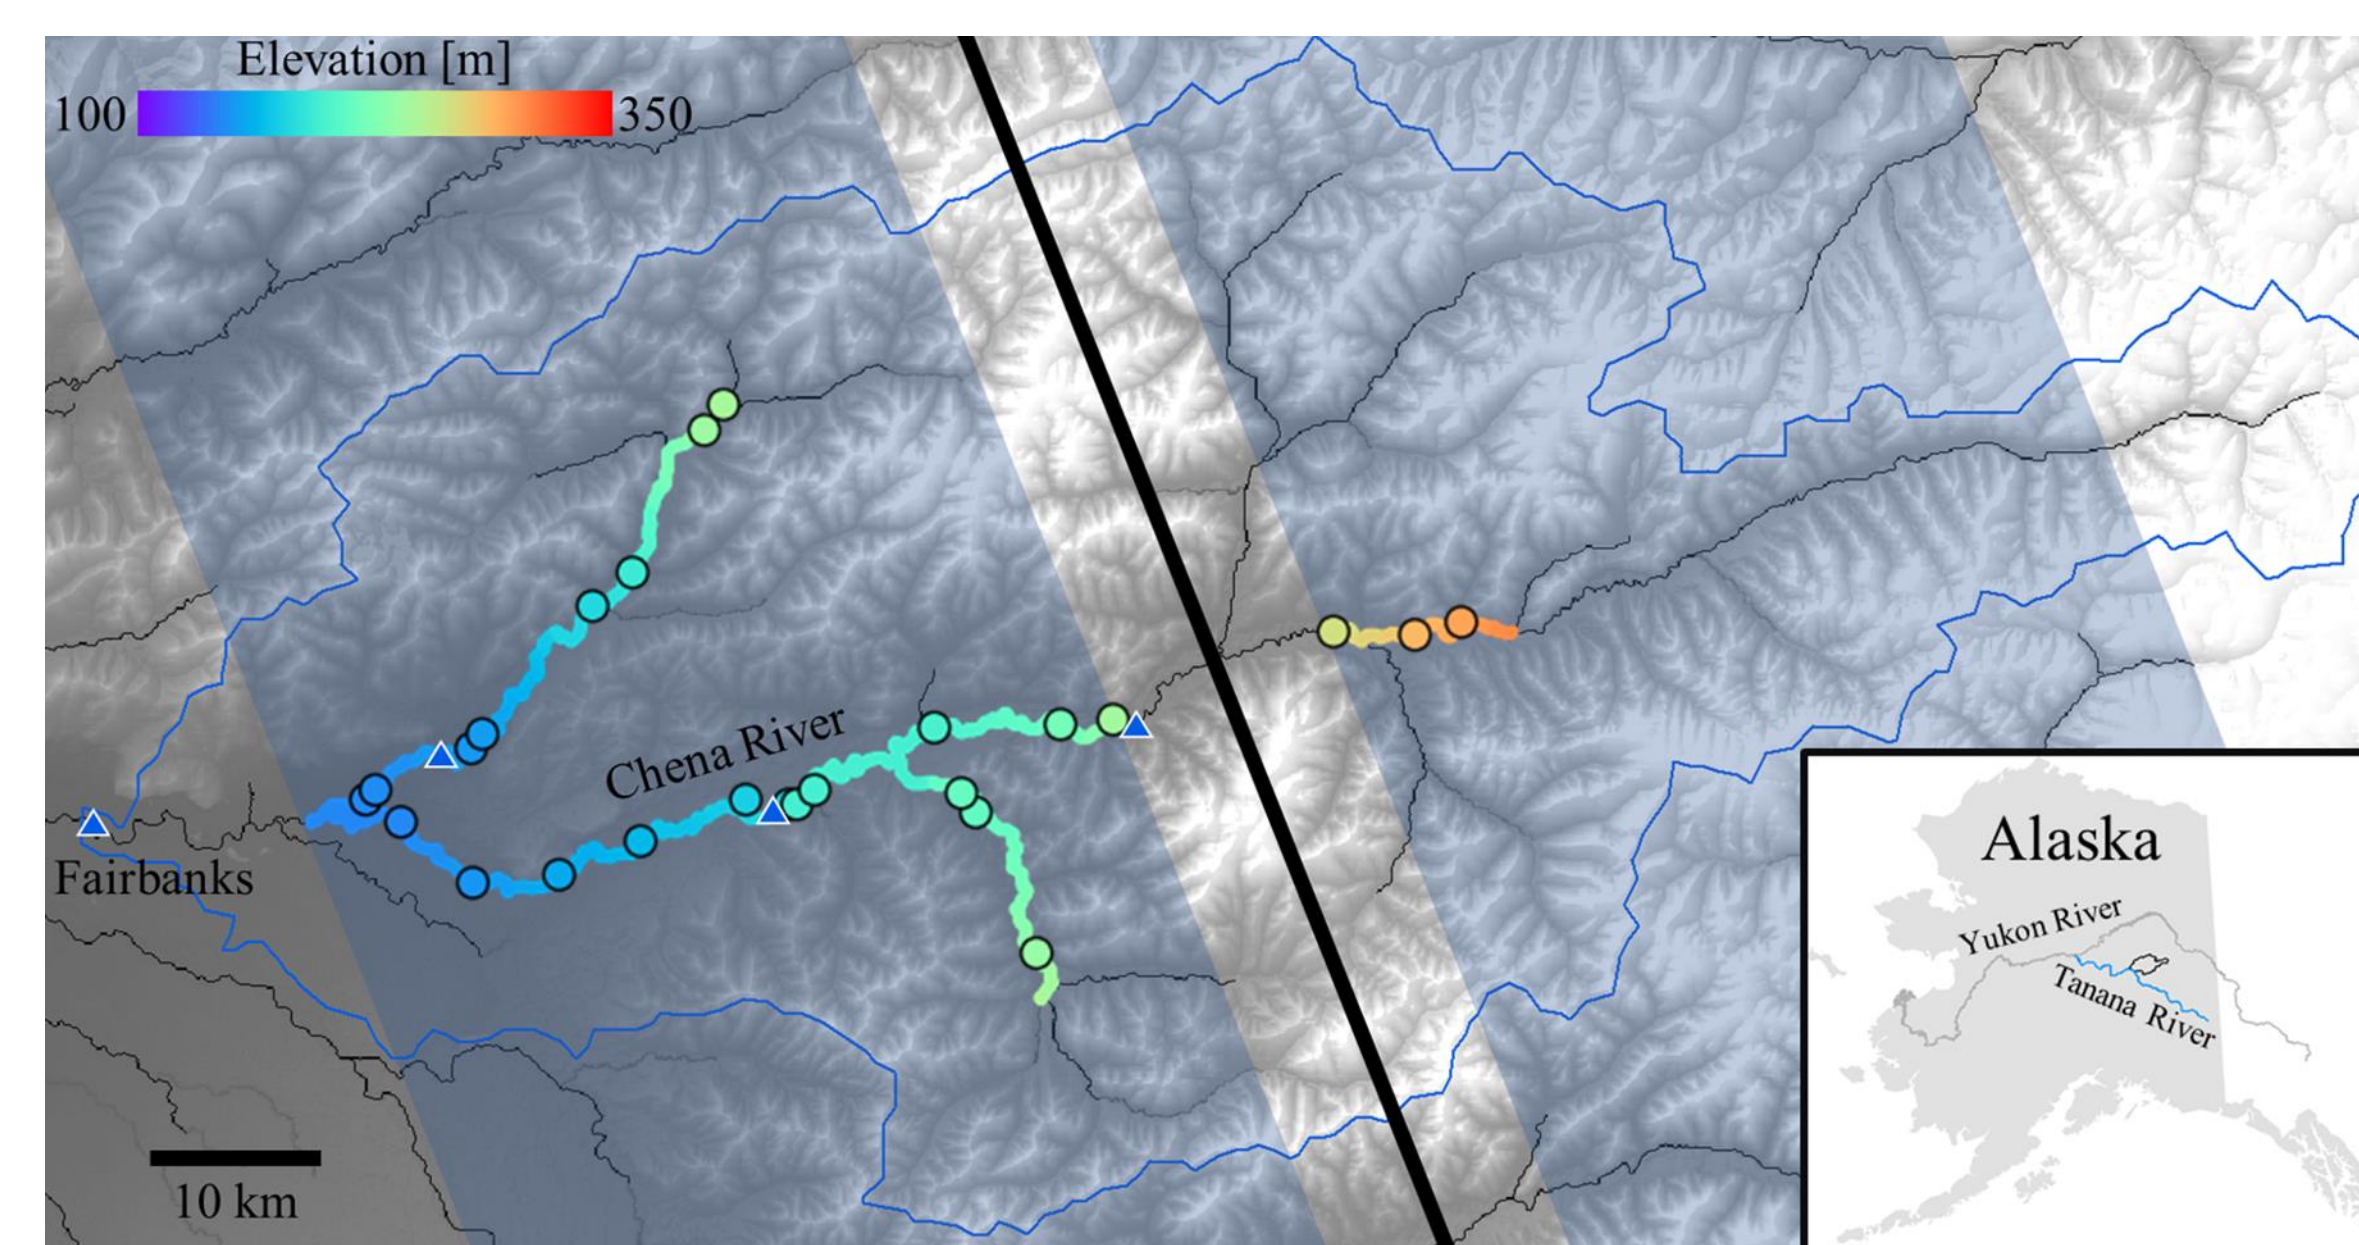 Elevation [m]
100
350
Chena River
Fairbanks
10 km
Alaska
Yukon River
Tanana River